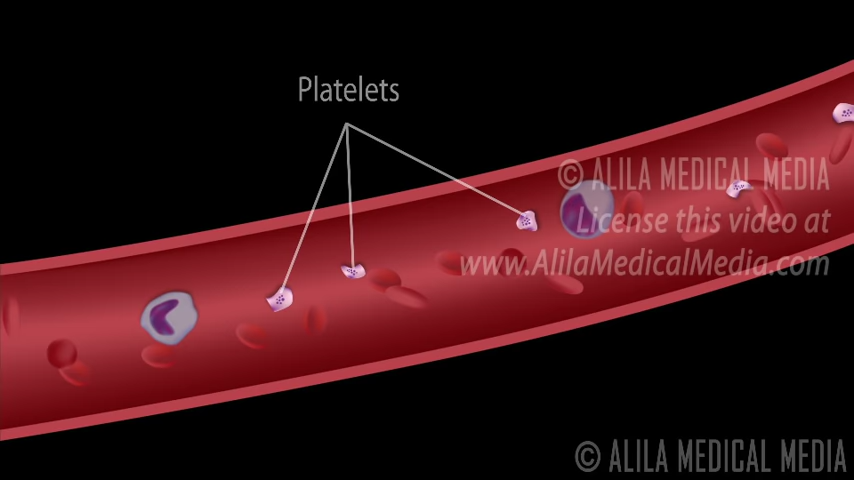 Platelets
© ALILA MEDICAL MEDIA
License this video at
www.AlilaMedicalMedia.com
© ALILA MEDICAL MEDIA